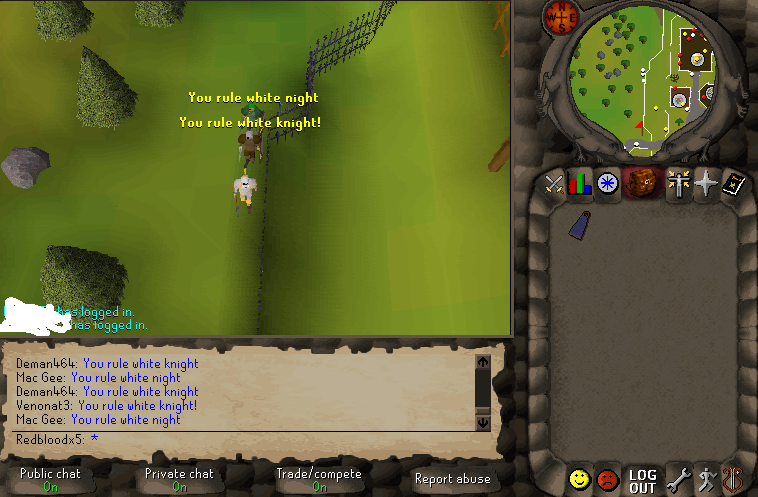 N
W E
S
You rule white night
You rule white knight!
has logged in.
has logged in.
Deman464: You rule white knight
Mac Gee: You rule white night
Deman464: You rule white knight
Venonat3: You rule white knight!
Mac Gee: You rule white night
Redbloodx5: *
Public chat
On
Private chat
On
Trade/compete
On
Report abuse
LOG
OUT